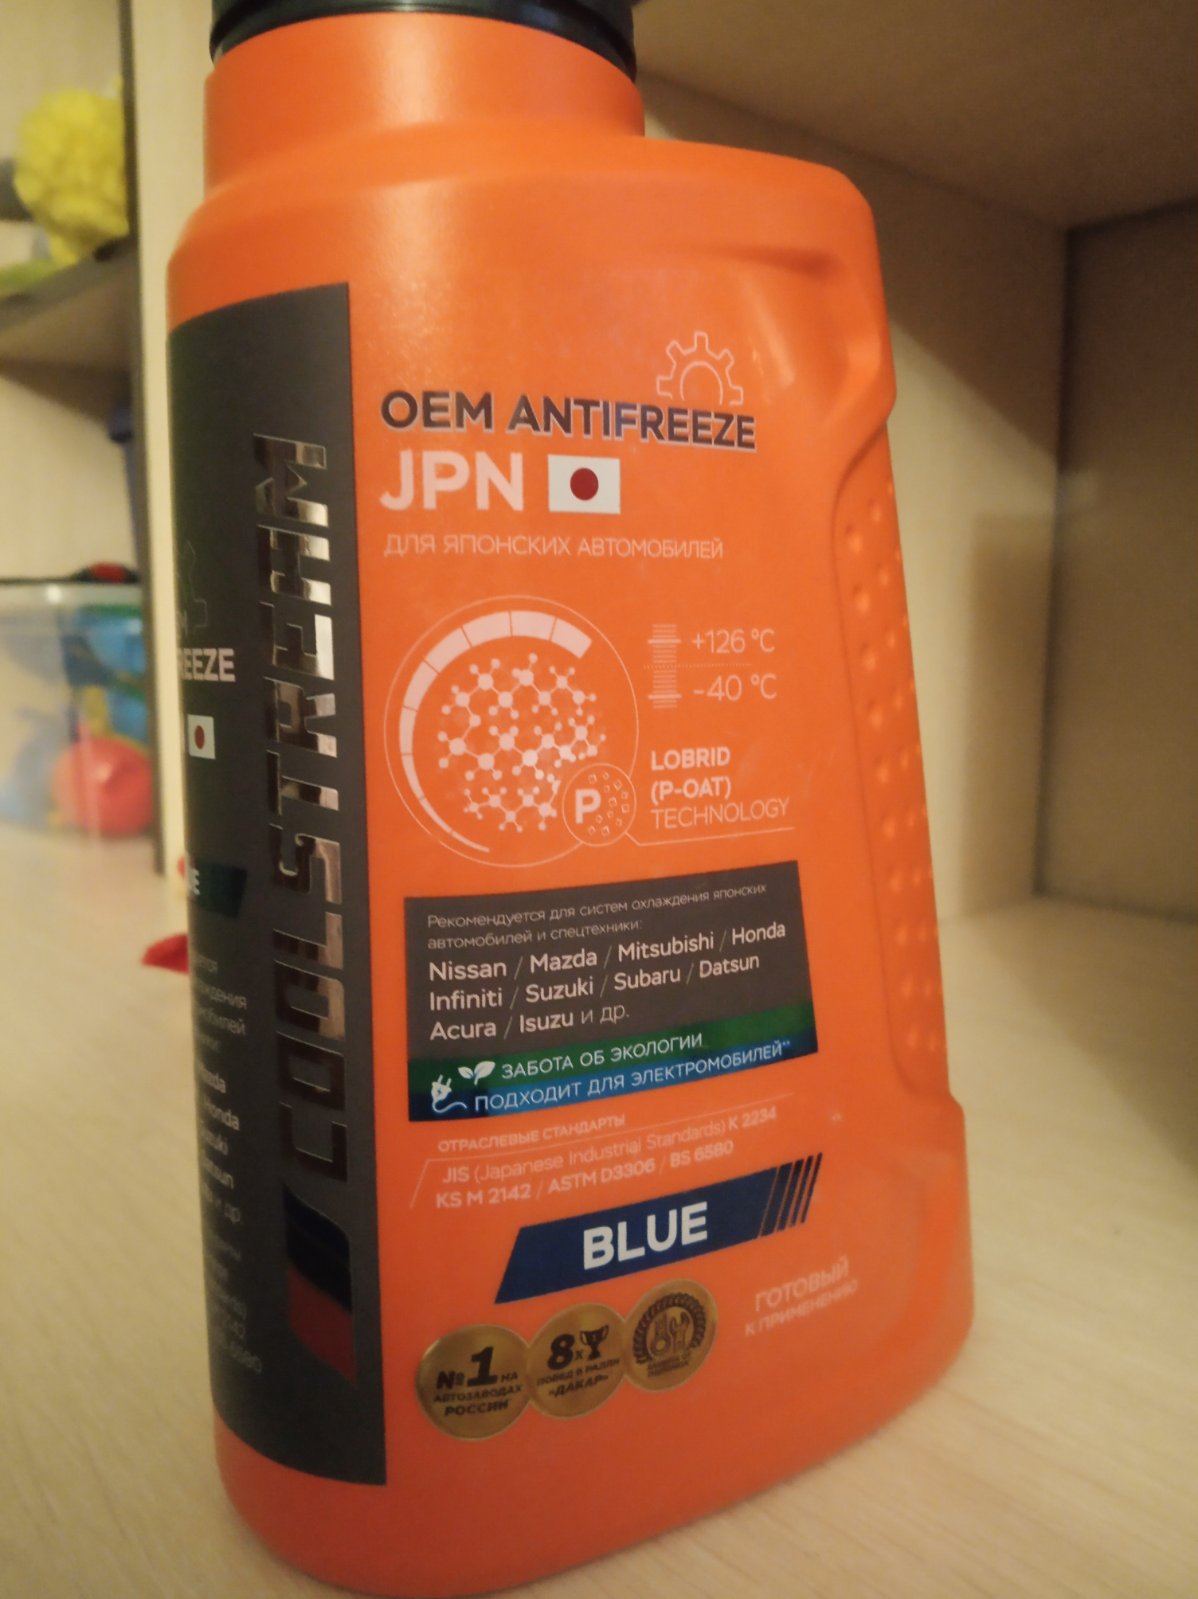 COOLSTREAM
OEM ANTIFREEZE
JPN
ДЛЯ ЯПОНСКИХ АВТОМОБИЛЕЙ
+126 °C
-40 °C
LOBRID
(P-OAT)
TECHNOLOGY
P
Рекомендуется для систем охлаждения японских
автомобилей и спецтехники:
Nissan / Mazda / Mitsubishi / Honda
Infiniti / Suzuki / Subaru / Datsun
Acura / Isuzu и др.
ЗАБОТА ОБ ЭКОЛОГИИ
ПОДХОДИТ ДЛЯ ЭЛЕКТРОМОБИЛЕЙ**
ОТРАСЛЕВЫЕ СТАНДАРТЫ
JIS (Japanese Industrial Standards) K 2234
KS M 2142 / ASTM D3306 / BS 6580
BLUE
ГОТОВЫЙ
К ПРИМЕНЕНИЮ
№1 НА
АВТОЗАВОДАХ
РОССИИ*
8x
ПОБЕД В РАЛЛИ
«ДАКАР»